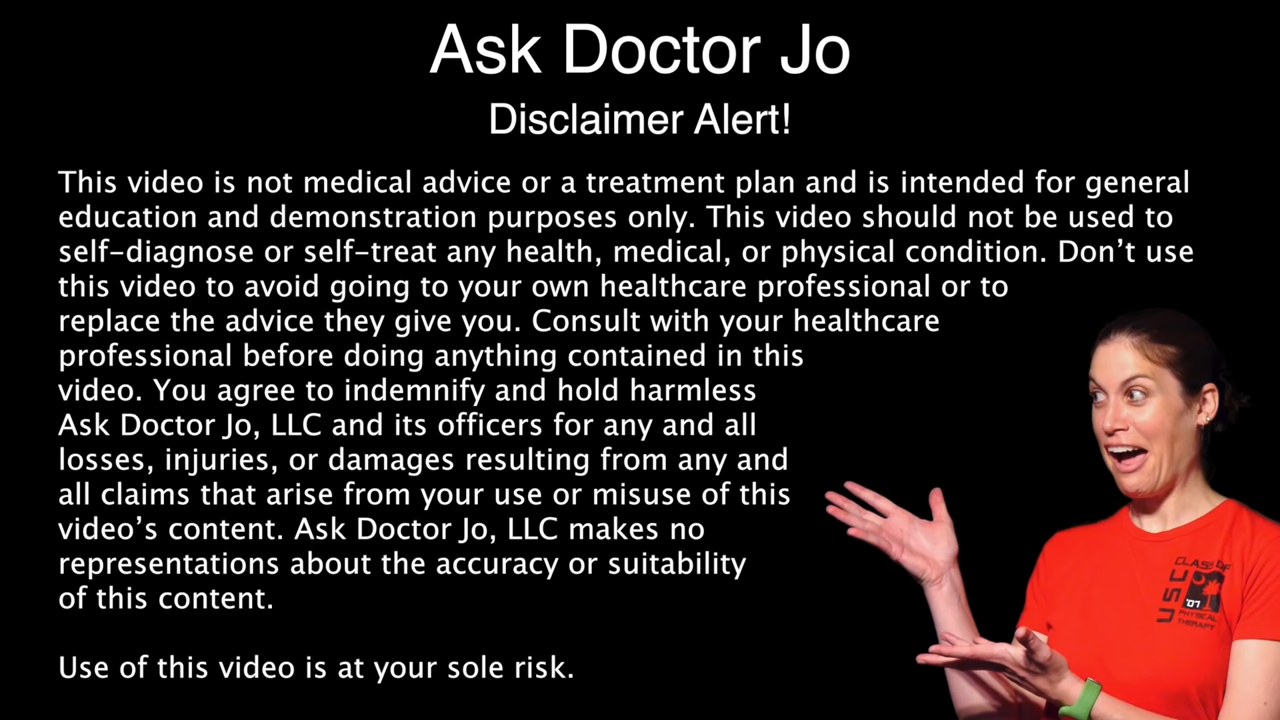 Ask Doctor Jo
Disclaimer Alert!
This video is not medical advice or a treatment plan and is intended for general
education and demonstration purposes only. This video should not be used to
self-diagnose or self-treat any health, medical, or physical condition. Don’t use
this video to avoid going to your own healthcare professional or to
replace the advice they give you. Consult with your healthcare
professional before doing anything contained in this
video. You agree to indemnify and hold harmless
Ask Doctor Jo, LLC and its officers for any and all
losses, injuries, or damages resulting from any and
all claims that arise from your use or misuse of this
video’s content. Ask Doctor Jo, LLC makes no
representations about the accuracy or suitability
of this content.
Use of this video is at your sole risk.
CLASS OF
USC
'07
PHYSICAL
THERAPY